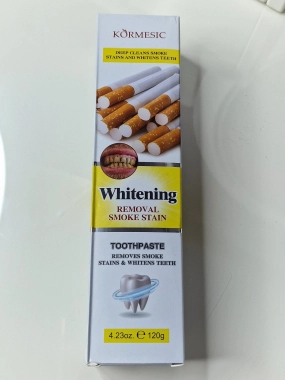 KORMESIC
DEEP CLEANS SMOKE
STAINS AND WHITENS TEETH
Whitening
REMOVAL
SMOKE STAIN
TOOTHPASTE
REMOVES SMOKE
STAINS & WHITENS TEETH
4.23oz. ℮ 120g